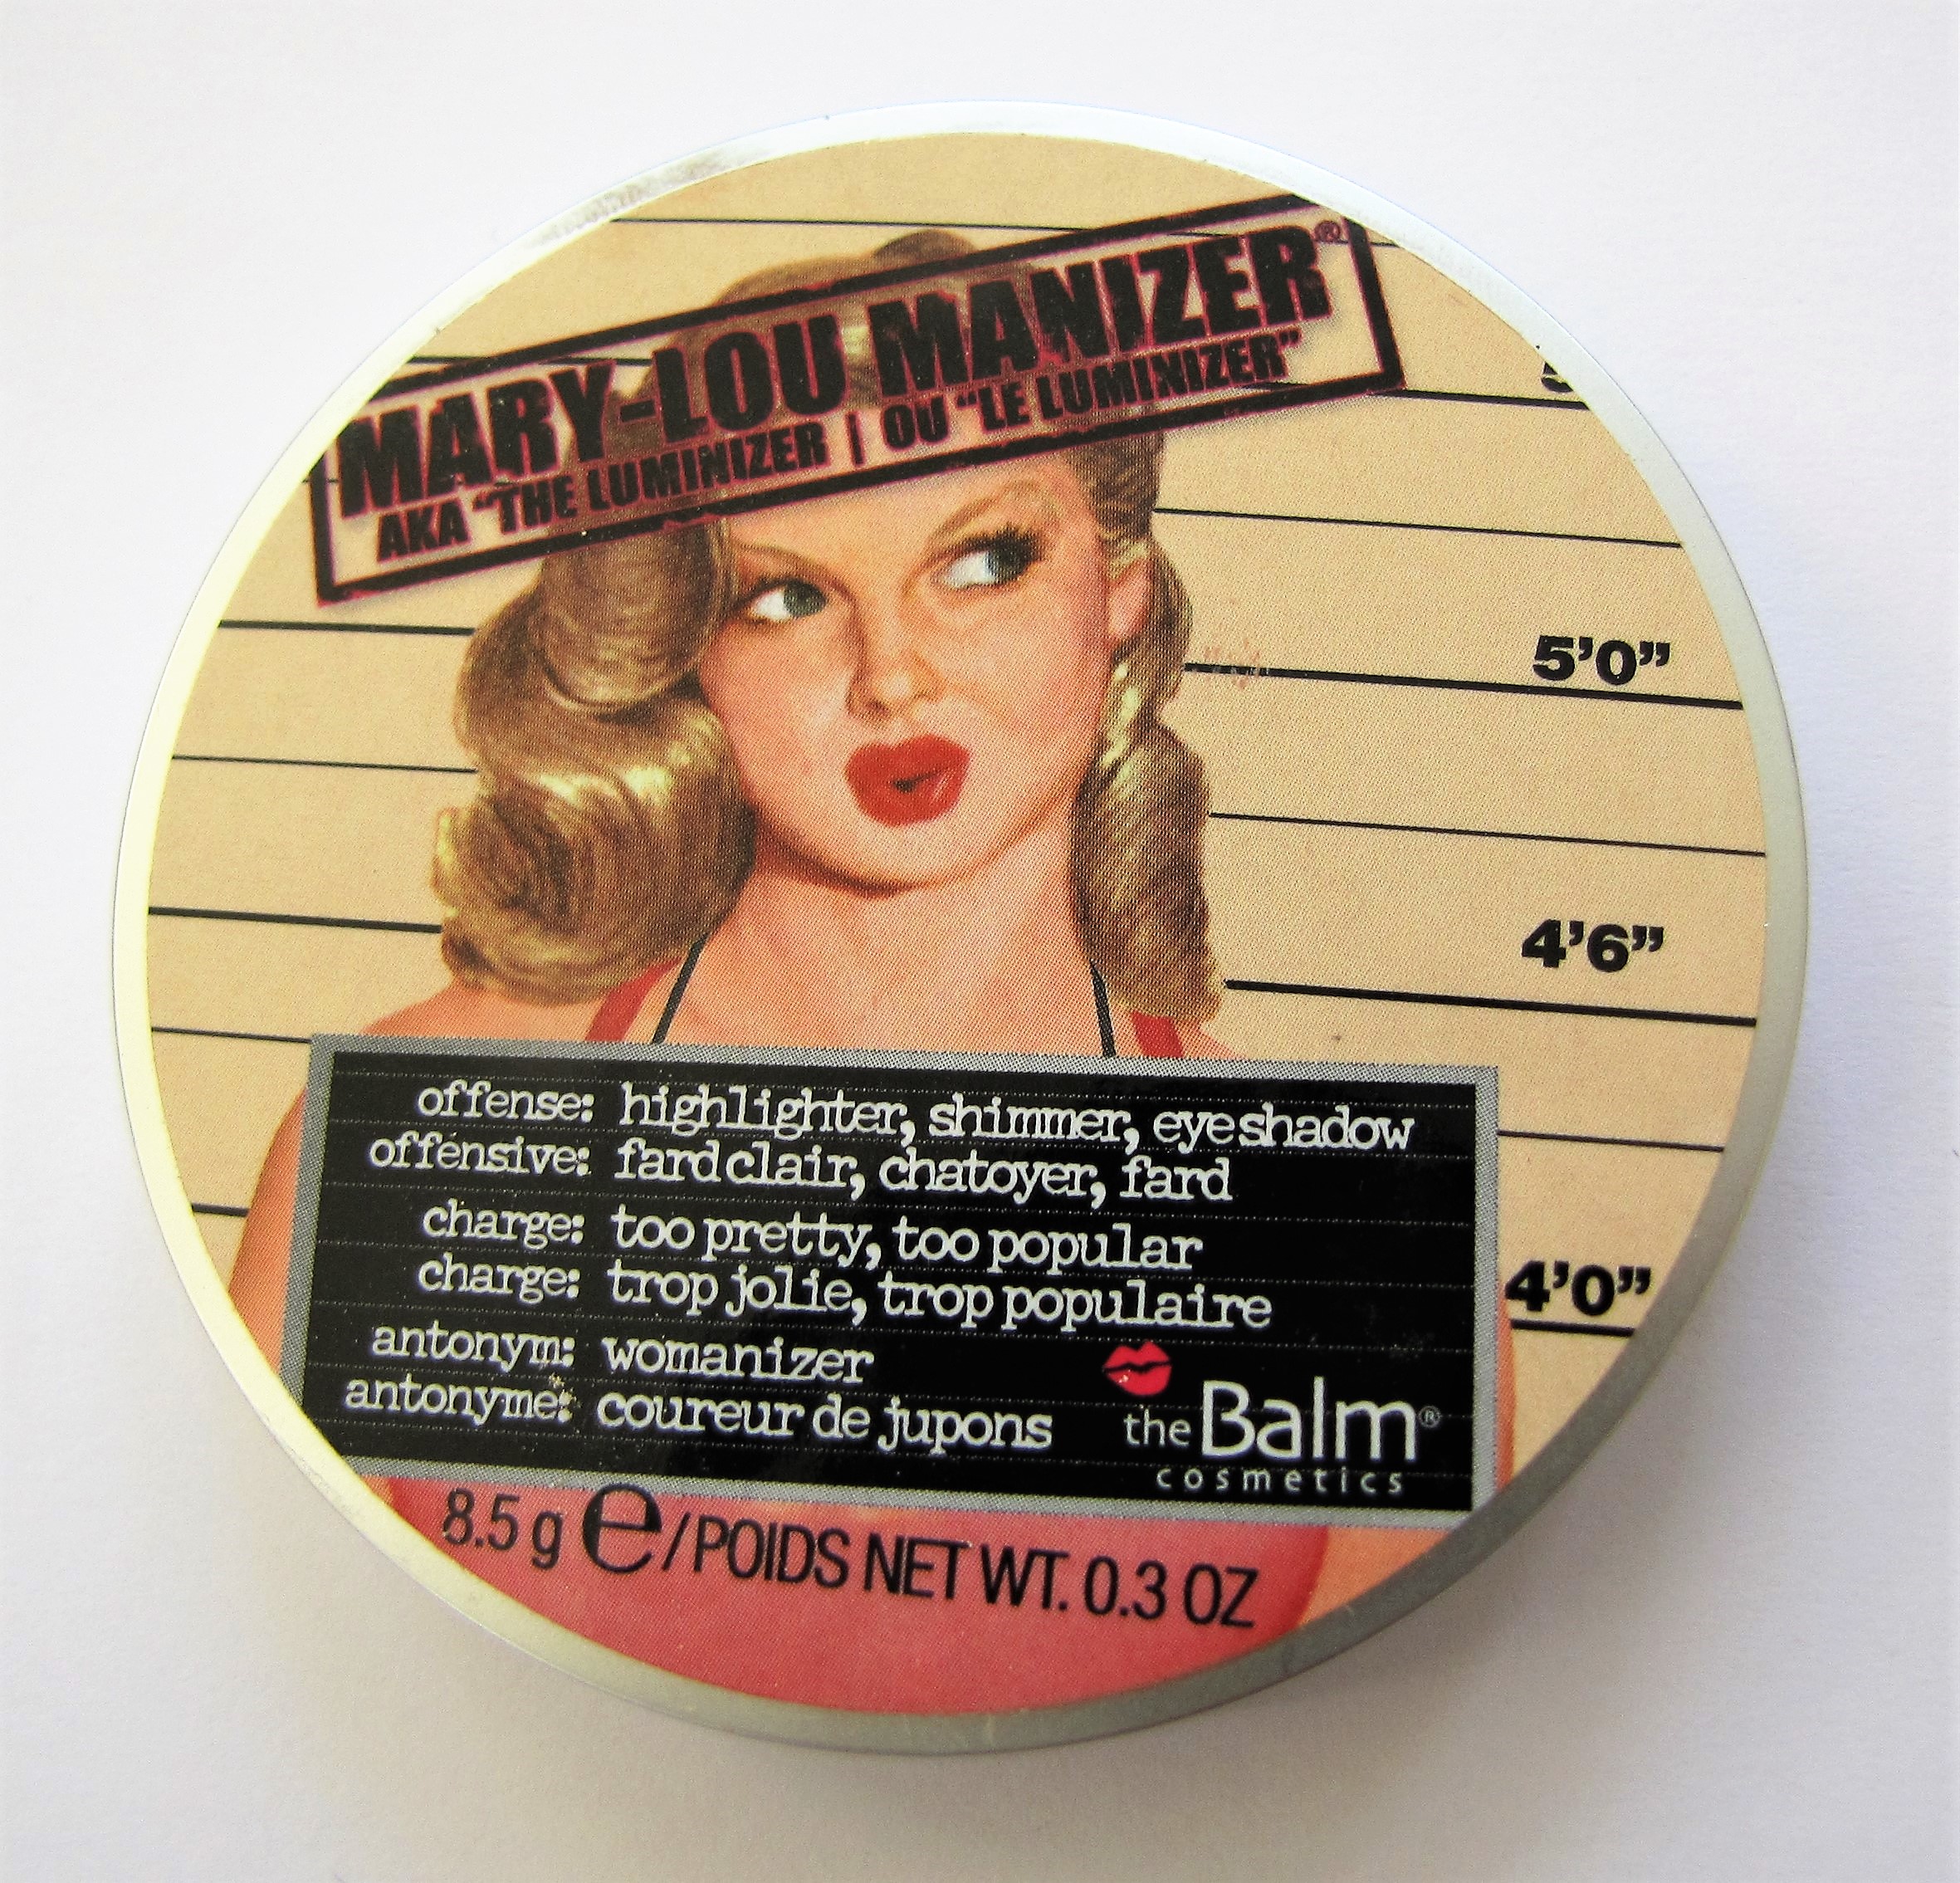 MARY-LOU MANIZER®
AKA “THE LUMINIZER | OU “LE LUMINIZER”
5'0”
4'6”
offense: highlighter, shimmer, eyeshadow
offensive: fard clair, chatoyer, fard
charge: too pretty, too popular
charge: trop jolie, trop populaire
4'0”
antonym: womanizer
antonyme: coureur de jupons
the Balm®
cosmetics
8.5 g e/POIDS NET WT. 0.3 OZ